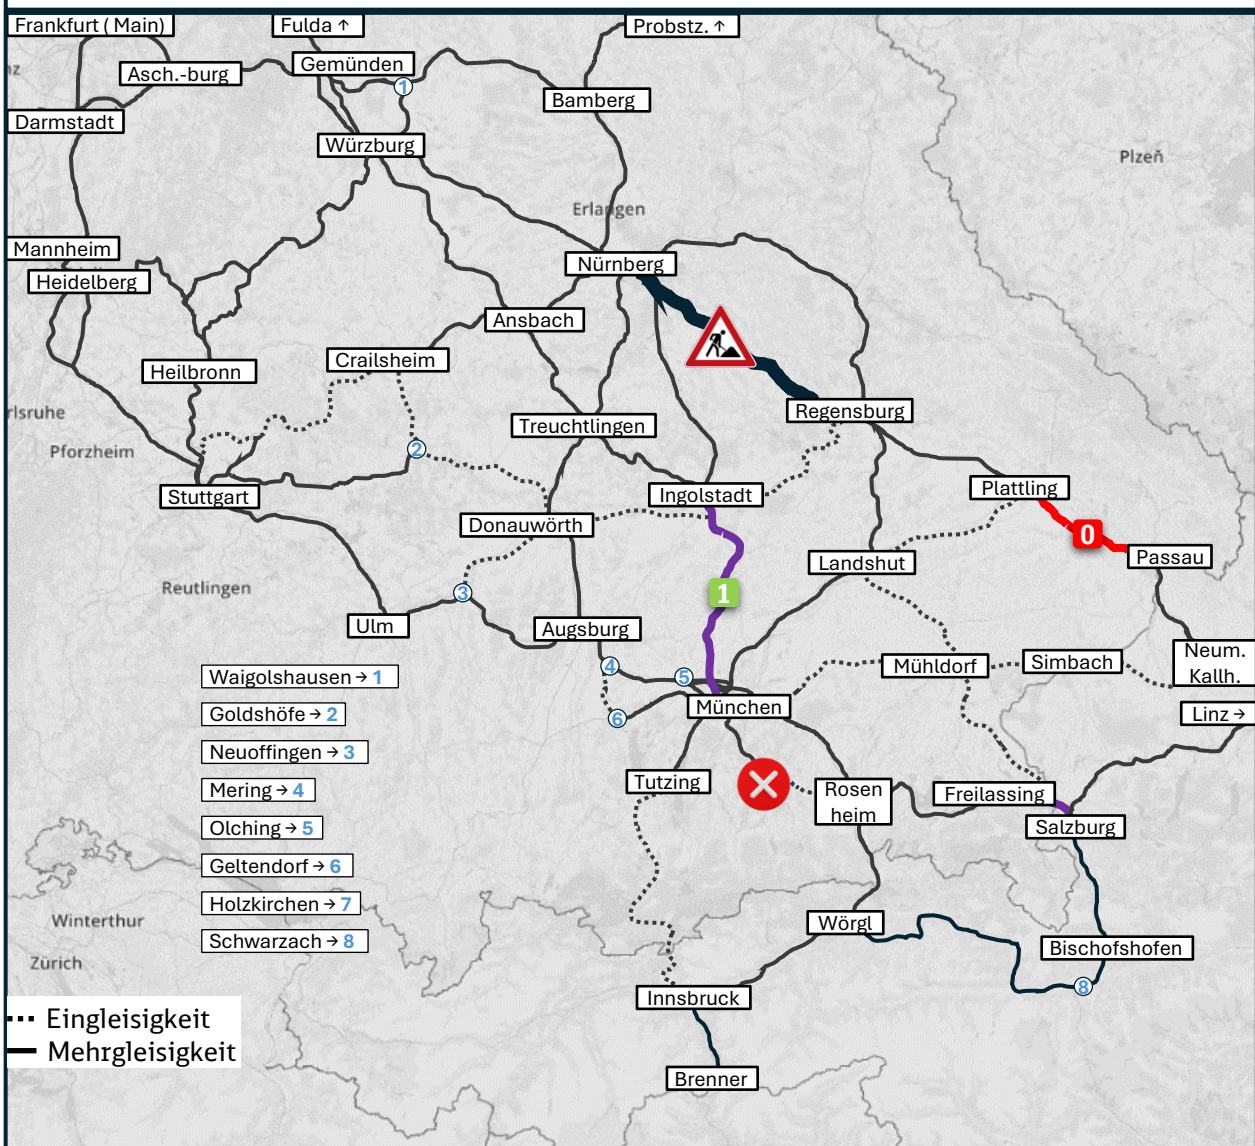 Frankfurt ( Main)
Fulda ↑
Probstz. ↑
Gemünden
Asch.-burg
1
Bamberg
Darmstadt
Würzburg
Plzeň
Erlangen
Mannheim
Nürnberg
Heidelberg
Ansbach
Crailsheim
Heilbronn
Regensburg
rlsruhe
Treuchtlingen
Pforzheim
2
Stuttgart
Ingolstadt
Plattling
Donauwörth
0
Passau
Landshut
Reutlingen
3
1
Ulm
Augsburg
Neum.
Kallh.
4
Mühldorf
Simbach
Waigolshausen → 1
5
München
Linz →
Goldshöfe → 2
6
Neuoffingen → 3
Tutzing
Rosen
heim
Freilassing
Mering → 4
Salzburg
Olching → 5
Geltendorf → 6
Holzkirchen → 7
Winterthur
Wörgl
Schwarzach → 8
Bischofshofen
Zürich
8
Innsbruck
Eingleisigkeit
Mehrgleisigkeit
Brenner